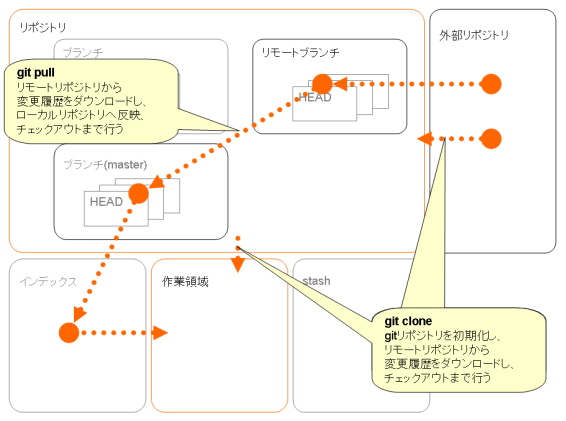 リポジトリ
ブランチ
リモートブランチ
外部リポジトリ
git pull
リモートリポジトリから
変更履歴をダウンロードし、
ローカルリポジトリへ反映、
チェックアウトまで行う
HEAD
ブランチ(master)
HEAD
インデックス
作業領域
stash
git clone
gitリポジトリを初期化し、
リモートリポジトリから
変更履歴をダウンロードし、
チェックアウトまで行う